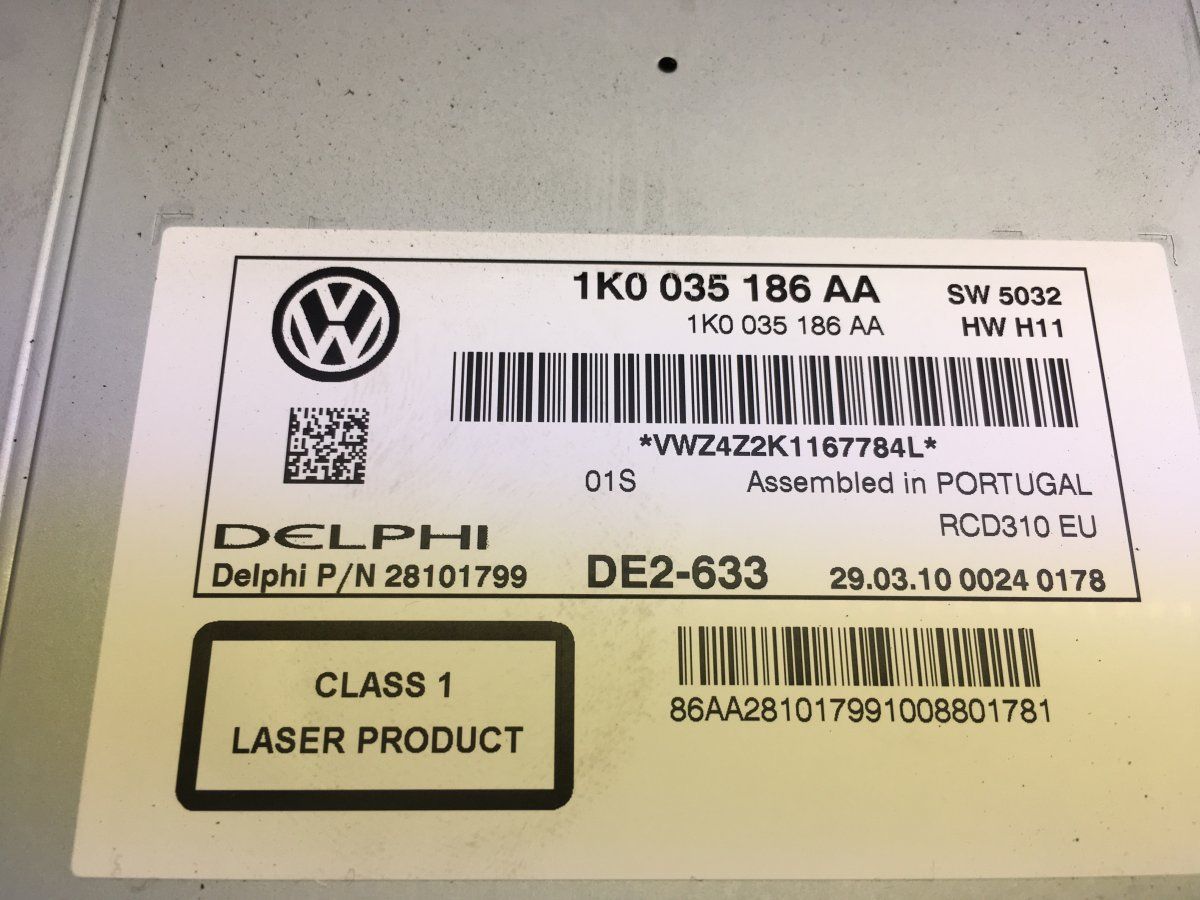 1K0 035 186 AA SW 5032
1K0 035 186 AA HW H11
*VWZ4Z2K1167784L*
01S Assembled in PORTUGAL
RCD310 EU
DELPHI
Delphi P/N 28101799 DE2-633 29.03.10 0024 0178
CLASS 1
LASER PRODUCT
86AA281017991008801781